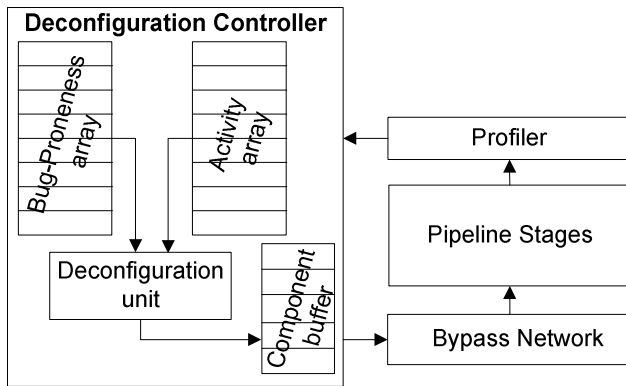 Deconfiguration Controller
Bug-Proneness
array
Activity
array
Deconfiguration
unit
Component
buffer
Profiler
Pipeline Stages
Bypass Network